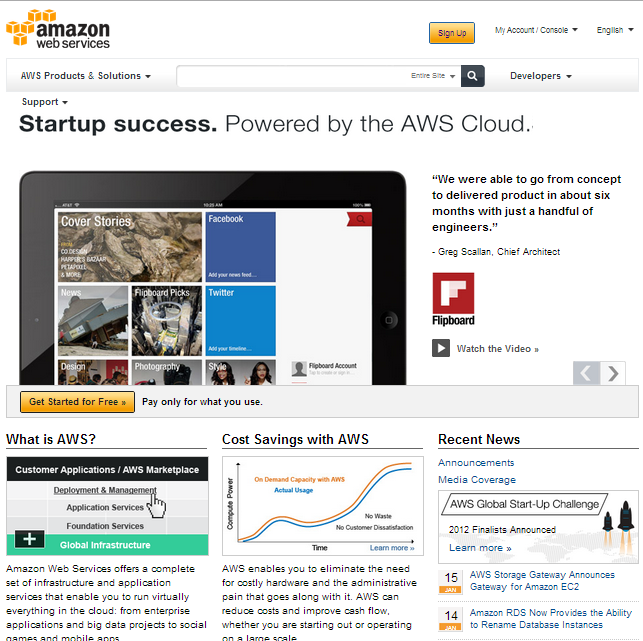 amazon
web services
Sign Up
My Account / Console
English
AWS Products & Solutions
Entire Site
Developers
Support
Startup success. Powered by the AWS Cloud.
AT&T
10:25 AM
100%
Cover Stories
CO.DESIGN
HARPER'S BAZAAR
PETAPIXEL
& MORE
Facebook
Add your news feed...
News
Flipboard Picks
Twitter
Add your timeline...
Design
Photography
Style
Flipboard Account
“We were able to go from concept
to delivered product in about six
months with just a handful of
engineers.”
- Greg Scallan, Chief Architect
Flipboard
Watch the Video »
Get Started for Free »
Pay only for what you use.
What is AWS?
Customer Applications / AWS Marketplace
Deployment & Management
Application Services
Foundation Services
Global Infrastructure
Amazon Web Services offers a complete
set of infrastructure and application
services that enable you to run virtually
everything in the cloud: from enterprise
applications and big data projects to social
games and mobile apps.
Cost Savings with AWS
Compute Power
On Demand Capacity with AWS
Actual Usage
No Waste
No Customer Dissatisfaction
Time
Learn more »
AWS enables you to eliminate the need
for costly hardware and the administrative
pain that goes along with it. AWS can
reduce costs and improve cash flow,
whether you are starting out or operating
on a large scale.
Recent News
Announcements
Media Coverage
AWS Global Start-Up Challenge
2012 Finalists Announced
Learn more »
15
JAN
AWS Storage Gateway Announces
Gateway for Amazon EC2
14
JAN
Amazon RDS Now Provides the Ability
to Rename Database Instances